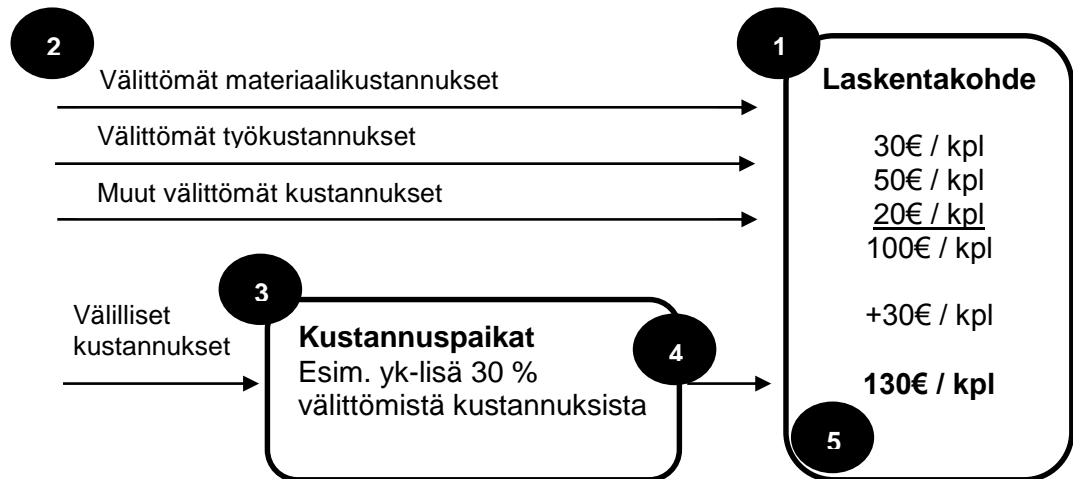 2
1
Välittömät materiaalikustannukset
Laskentakohde
Välittömät työkustannukset
30€ / kpl
50€ / kpl
Muut välittömät kustannukset
20€ / kpl
100€ / kpl
3
Välilliset
kustannukset
+30€ / kpl
Kustannuspaikat
4
Esim. yk-lisä 30 %
välittömistä kustannuksista
130€ / kpl
5